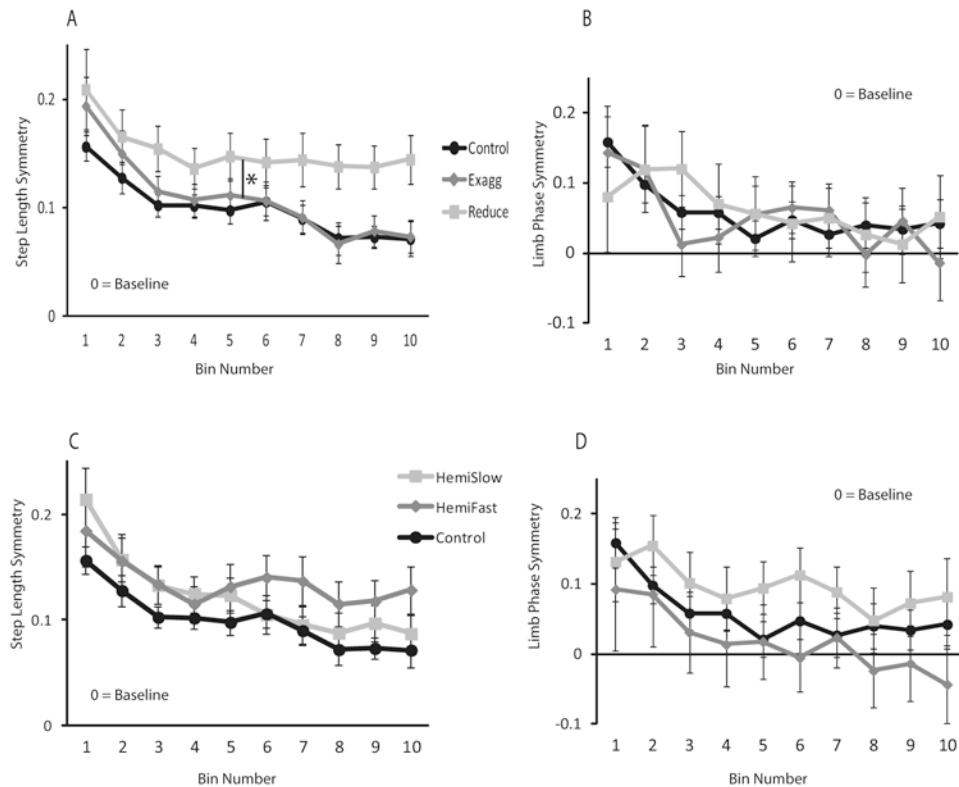 A
Step Length Symmetry
0.2
0.1
0
0 = Baseline
1 2 3 4 5 6 7 8 9 10
Bin Number
*
Control
Exagg
Reduce
B
Limb Phase Symmetry
0.2
0.1
0
-0.1
0 = Baseline
1 2 3 4 5 6 7 8 9 10
Bin Number
C
Step Length Symmetry
0.2
0.1
0
HemiSlow
HemiFast
Control
0 = Baseline
1 2 3 4 5 6 7 8 9 10
Bin Number
D
Limb Phase Symmetry
0.2
0.1
0
-0.1
0 = Baseline
1 2 3 4 5 6 7 8 9 10
Bin Number